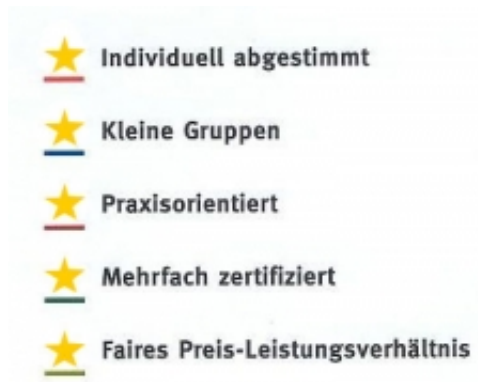 Individuell abgestimmt
Kleine Gruppen
Praxisorientiert
Mehrfach zertifiziert
Faires Preis-Leistungsverhältnis